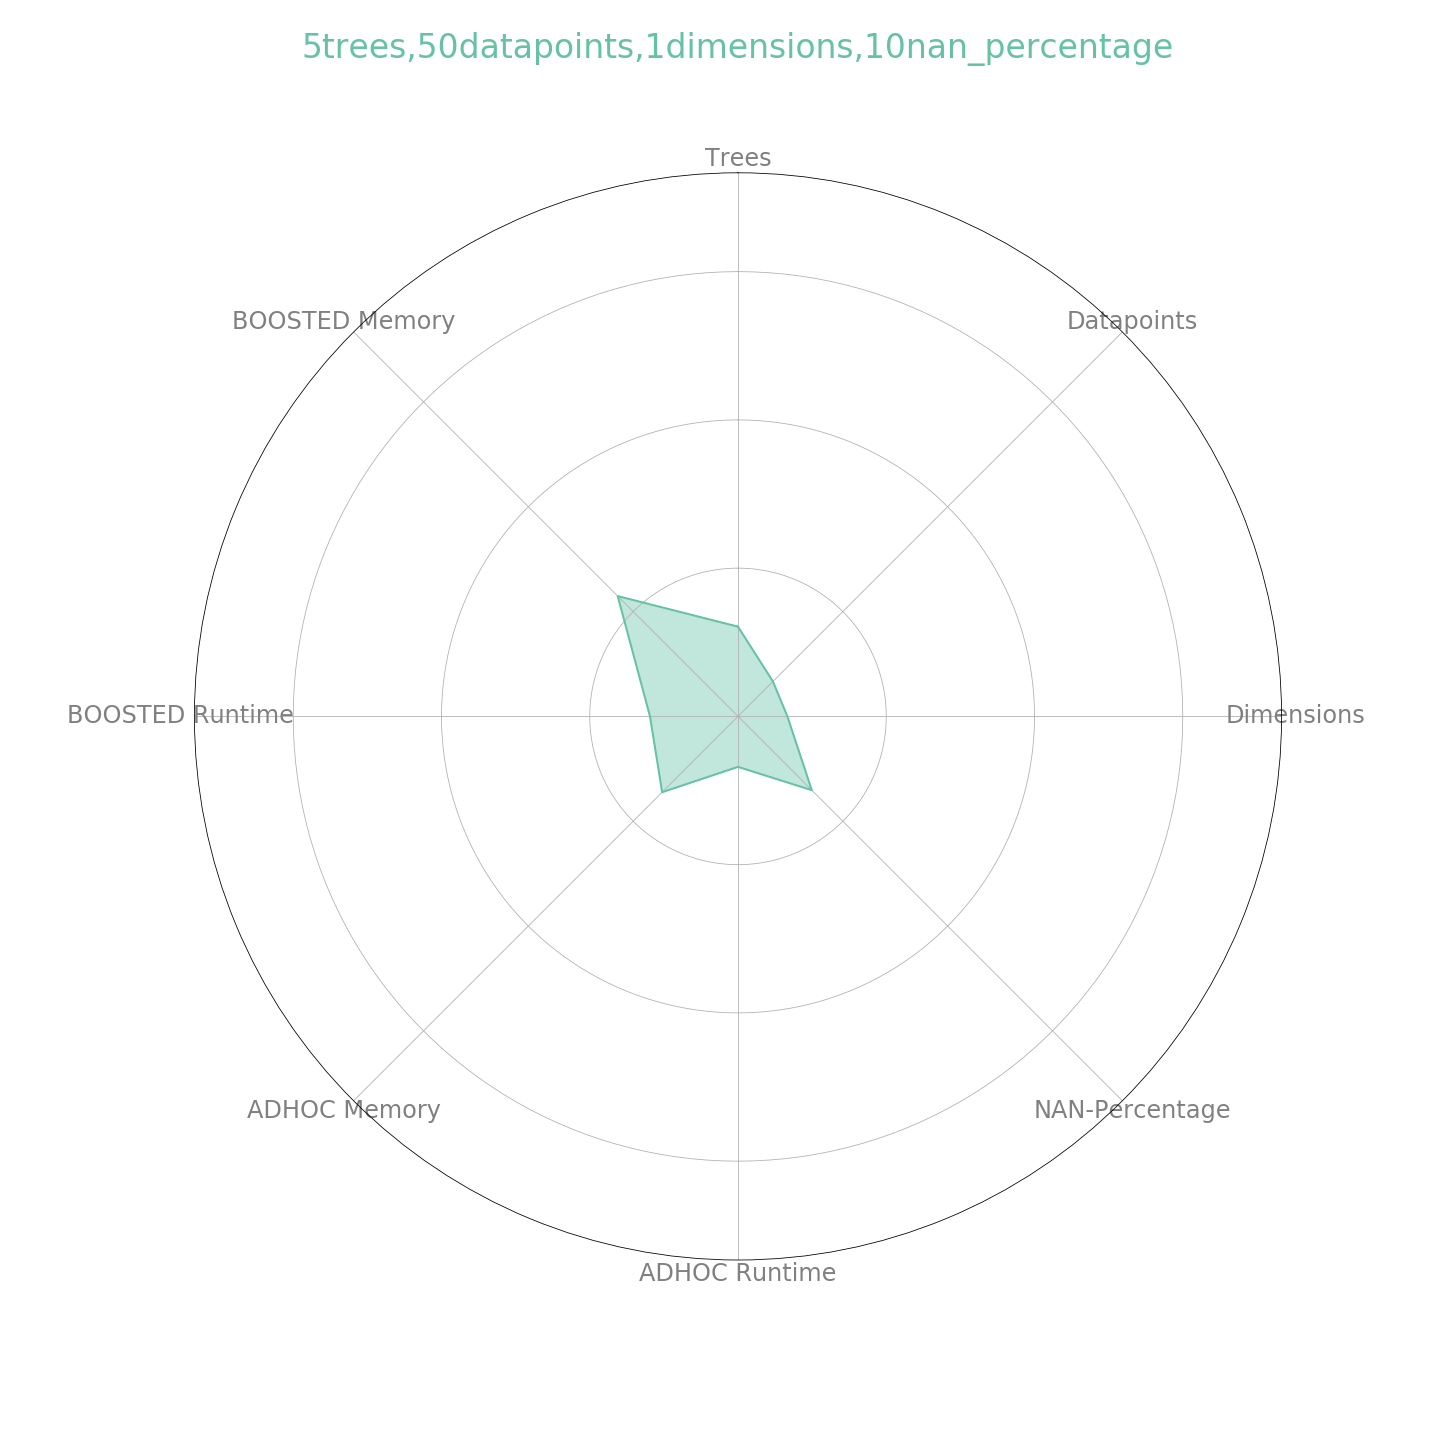 5trees,50datapoints,1dimensions,10nan_percentage
Trees
BOOSTED Memory
Datapoints
BOOSTED Runtime
Dimensions
ADHOC Memory
NAN-Percentage
ADHOC Runtime